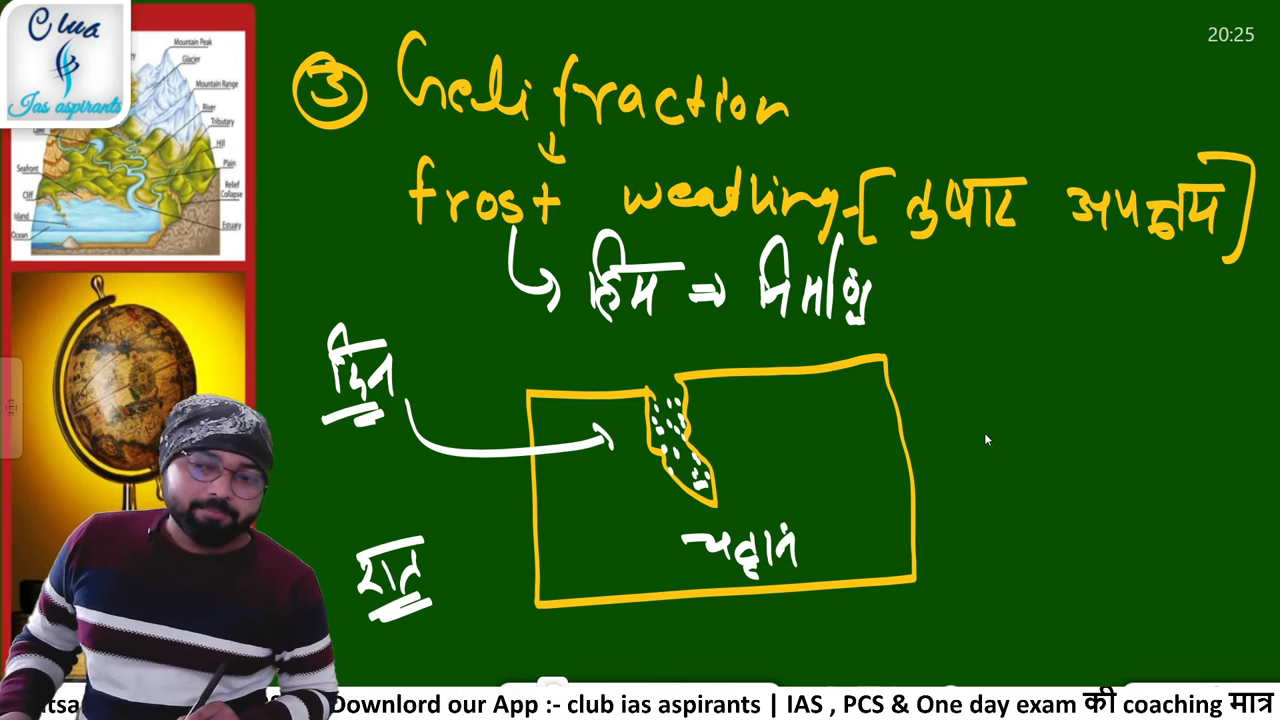 Club
Ias aspirants
20:25
Mountain Peak
Glacier
Mountain Range
River
Tributary
Hill
Plain
Relief
Collapse
Estuary
Lake
Seafront
Cliff
Island
Ocean
③ Gelifraction
frost weathring-[तुषार अपक्षय]
हिम ⇒ निर्माण
दिन
चट्टान
रात
Downlord our App :- club ias aspirants | IAS , PCS & One day exam की coaching मात्र